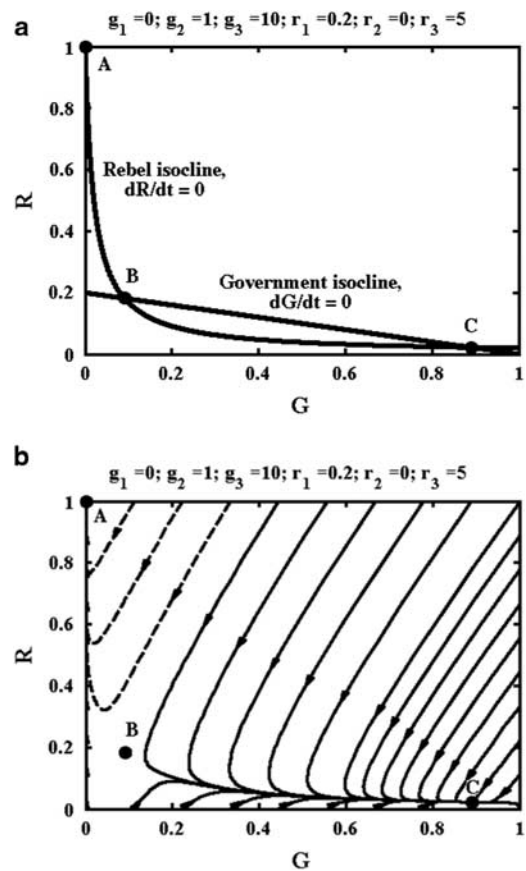 a
g1 =0; g2 =1; g3 =10; r1 =0.2; r2 =0; r3 =5
1
A
0.8
Rebel isocline,
dR/dt = 0
0.6
R
0.4
B
Government isocline,
dG/dt = 0
0.2
C
0
0 0.2 0.4 0.6 0.8 1
G
b
g1 =0; g2 =1; g3 =10; r1 =0.2; r2 =0; r3 =5
1
A
0.8
0.6
R
0.4
B
0.2
C
0
0 0.2 0.4 0.6 0.8 1
G